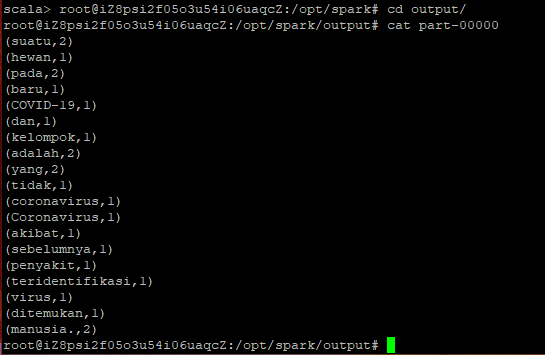 scala> root@iZ8psi2f05o3u54i06uaqcZ:/opt/spark# cd output/
root@iZ8psi2f05o3u54i06uaqcZ:/opt/spark/output# cat part-00000
(suatu,2)
(hewan,1)
(pada,2)
(baru,1)
(COVID-19,1)
(dan,1)
(kelompok,1)
(adalah,2)
(yang,2)
(tidak,1)
(coronavirus,1)
(Coronavirus,1)
(akibat,1)
(sebelumnya,1)
(penyakit,1)
(teridentifikasi,1)
(virus,1)
(ditemukan,1)
(manusia.,2)
root@iZ8psi2f05o3u54i06uaqcZ:/opt/spark/output#